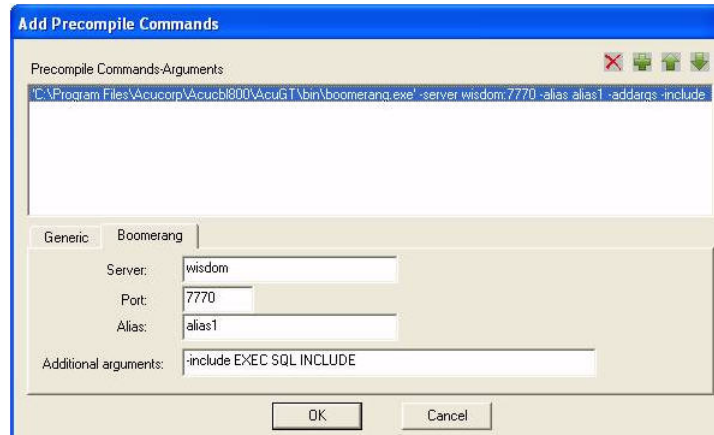 Add Precompile Commands
Precompile Commands-Arguments
'C:\Program Files\Acucorp\Acucbl800\AcuGT\bin\boomerang.exe' -server wisdom:7770 -alias alias1 -addargs -include
Generic
Boomerang
Server:
wisdom
Port:
7770
Alias:
alias1
Additional arguments:
-include EXEC SQL INCLUDE
OK
Cancel